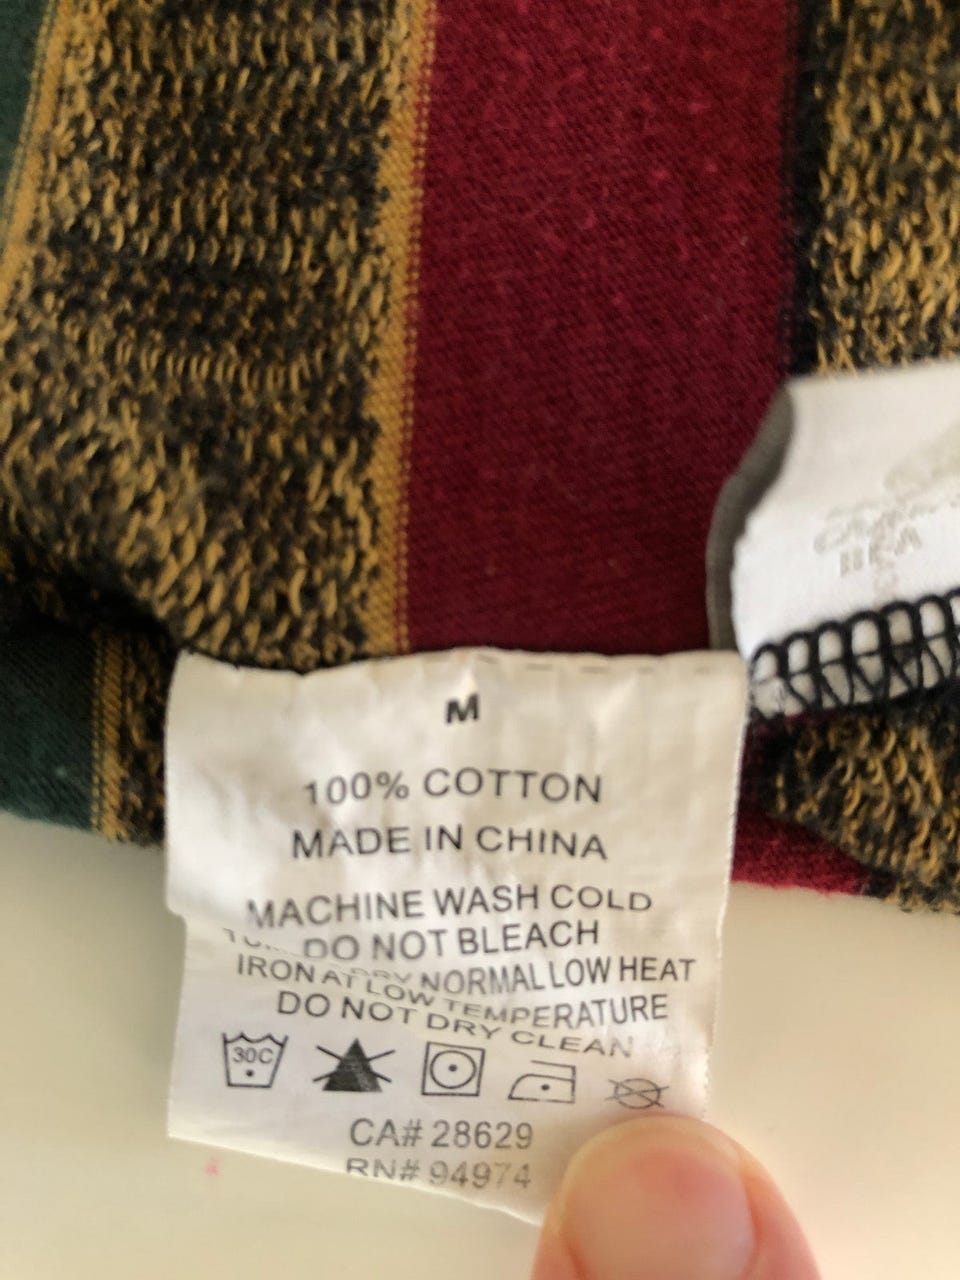 M
100% COTTON
MADE IN CHINA
MACHINE WASH COLD
DO NOT BLEACH
DRY NORMAL LOW HEAT
IRON AT LOW TEMPERATURE
DO NOT DRY CLEAN
30C
CA# 28629
RN# 94974